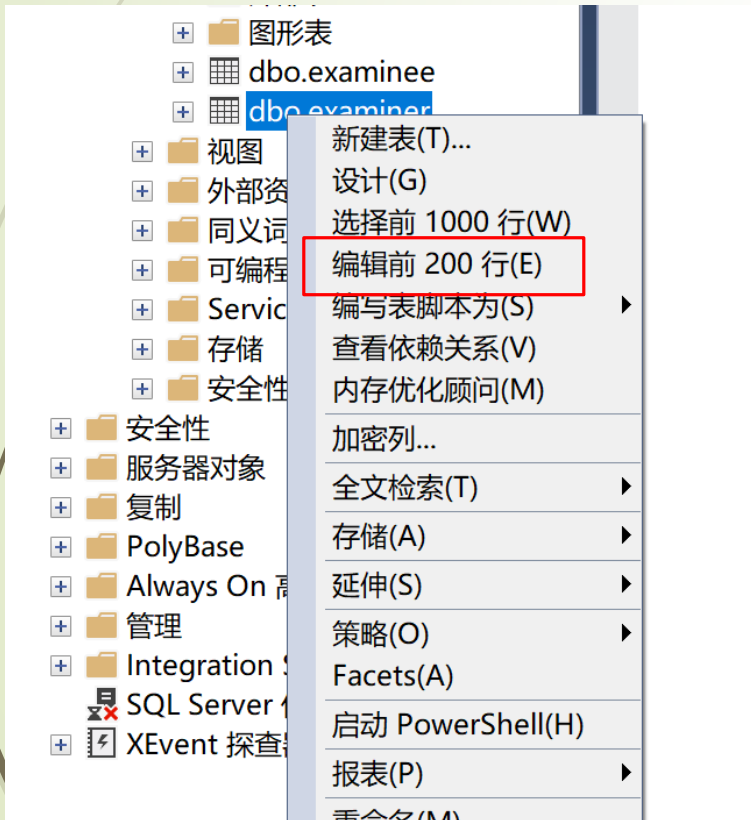 图形表
dbo.examinee
dbo.examiner
视图
外部资
同义词
可编程
Servic
存储
安全性
安全性
服务器对象
复制
PolyBase
Always On
管理
Integration
SQL Server
XEvent 探查
新建表(T)...
设计(G)
选择前 1000 行(W)
编辑前 200 行(E)
编写表脚本为(S)
查看依赖关系(V)
内存优化顾问(M)
加密列...
全文检索(T)
存储(A)
延伸(S)
策略(O)
Facets(A)
启动 PowerShell(H)
报表(P)
重命名(M)